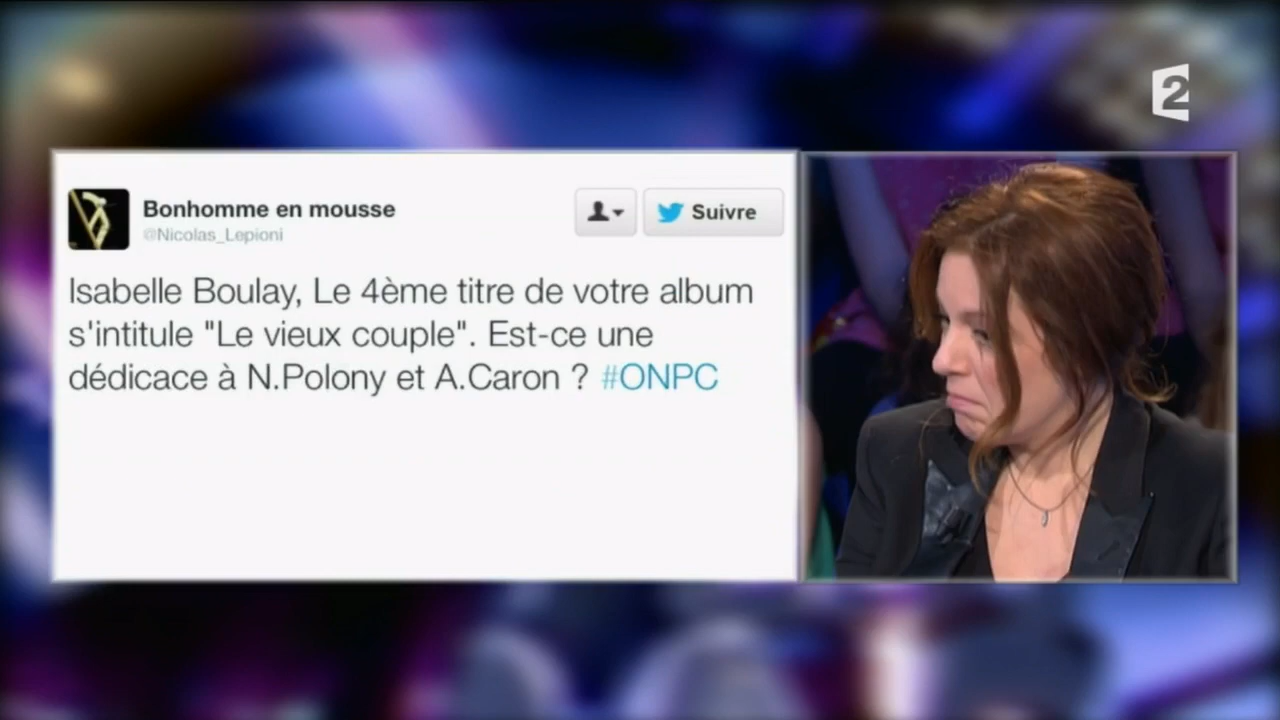 2
Bonhomme en mousse
@Nicolas_Lepioni
Suivre
Isabelle Boulay, Le 4ème titre de votre album
s'intitule "Le vieux couple". Est-ce une
dédicace à N.Polony et A.Caron ? #ONPC